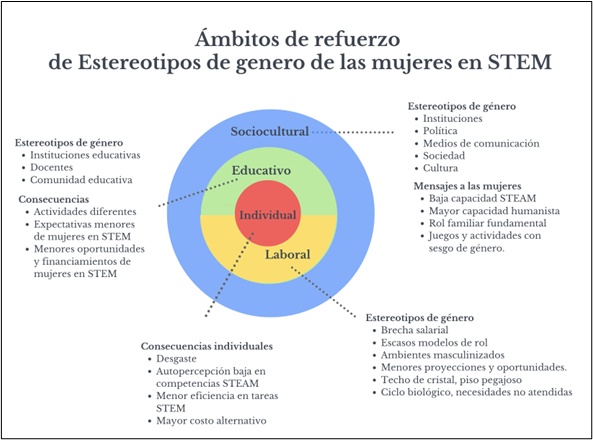 Ámbitos de refuerzo
de Estereotipos de genero de las mujeres en STEM
Sociocultural
Educativo
Individual
Laboral
Estereotipos de género
• Instituciones educativas
• Docentes
• Comunidad educativa
Consecuencias
• Actividades diferentes
• Expectativas menores
de mujeres en STEM
• Menores oportunidades
y financiamientos de
mujeres en STEM
Estereotipos de género
• Instituciones
• Política
• Medios de comunicación
• Sociedad
• Cultura
Mensajes a las mujeres
• Baja capacidad STEAM
• Mayor capacidad humanista
• Rol familiar fundamental
• Juegos y actividades con
sesgo de género.
Consecuencias individuales
• Desgaste
• Autopercepción baja en
competencias STEAM
• Menor eficiencia en tareas
STEM
• Mayor costo alternativo
Estereotipos de género
• Brecha salarial
• Escasos modelos de rol
• Ambientes masculinizados
• Menores proyecciones y oportunidades.
• Techo de cristal, piso pegajoso
• Ciclo biológico, necesidades no atendidas